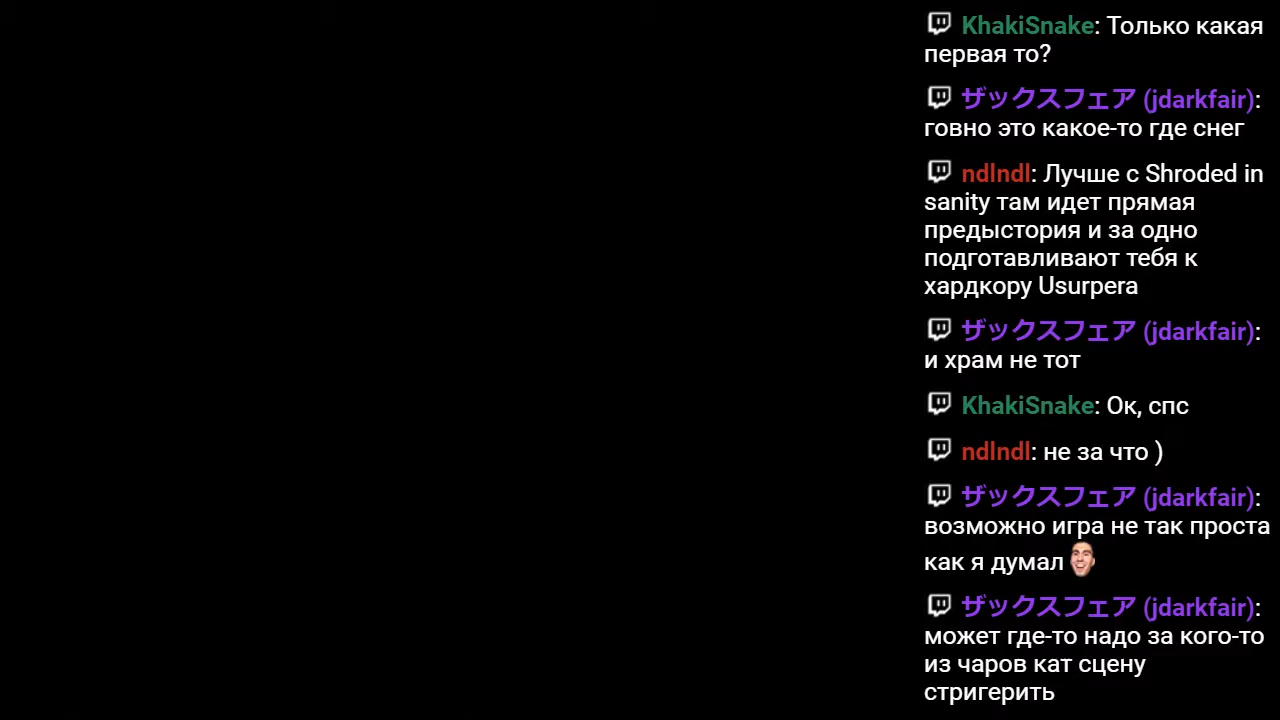 KhakiSnake: Только какая
первая то?
ザックスフェア (jdarkfair):
говно это какое-то где снег
ndlndl: Лучше с Shroded in
sanity там идет прямая
предыстория и за одно
подготавливают тебя к
хардкору Usurpera
ザックスフェア (jdarkfair):
и храм не тот
KhakiSnake: Ок, спс
ndlndl: не за что )
ザックスフェア (jdarkfair):
возможно игра не так проста
как я думал
ザックスフェア (jdarkfair):
может где-то надо за кого-то
из чаров кат сцену
стригерить